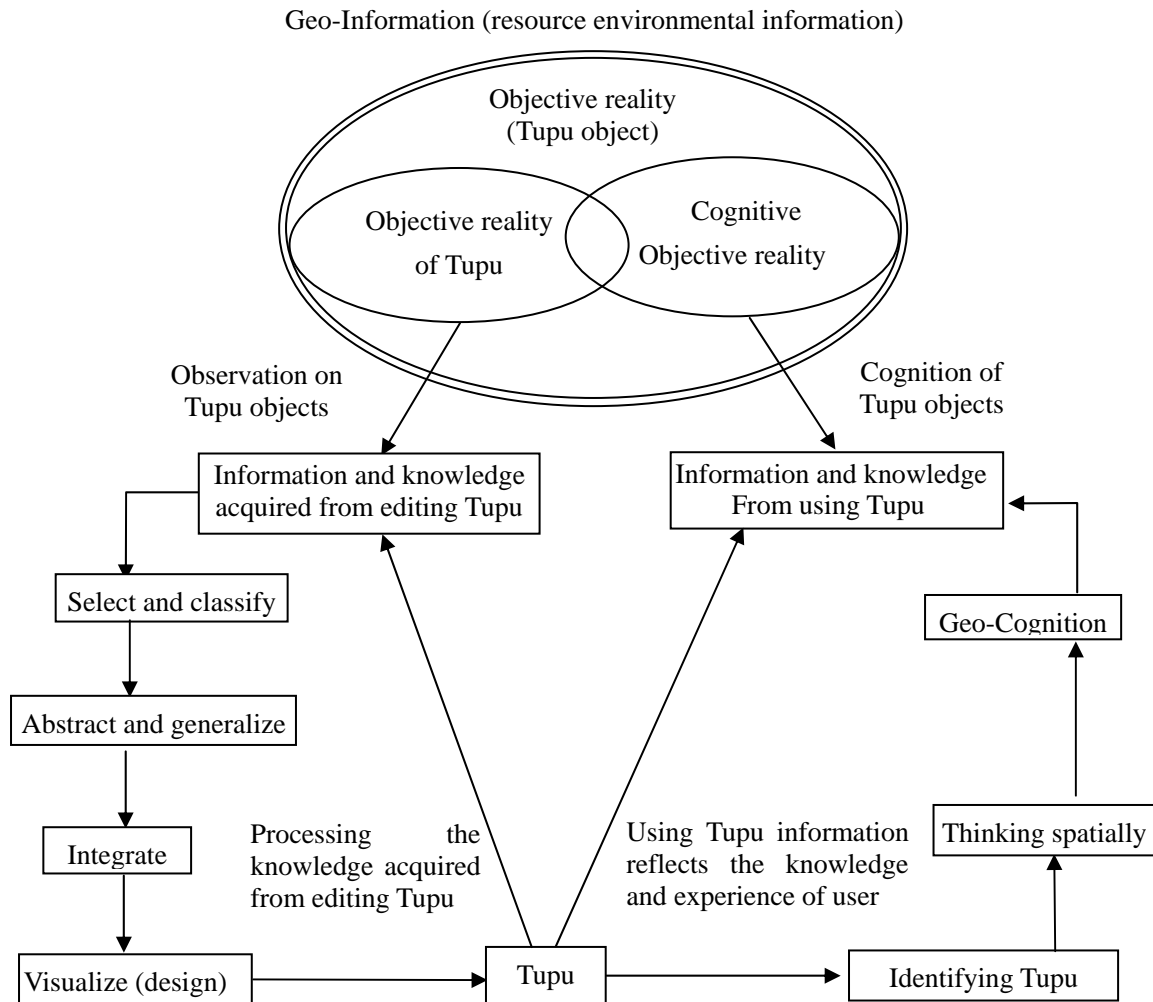 Geo-Information (resource environmental information)
Objective reality
(Tupu object)
Objective reality
of Tupu
Cognitive
Objective reality
Observation on
Tupu objects
Cognition of
Tupu objects
Information and knowledge
acquired from editing Tupu
Information and knowledge
From using Tupu
Select and classify
Geo-Cognition
Abstract and generalize
Processing the
knowledge acquired
from editing Tupu
Using Tupu information
reflects the knowledge
and experience of user
Thinking spatially
Integrate
Visualize (design)
Tupu
Identifying Tupu